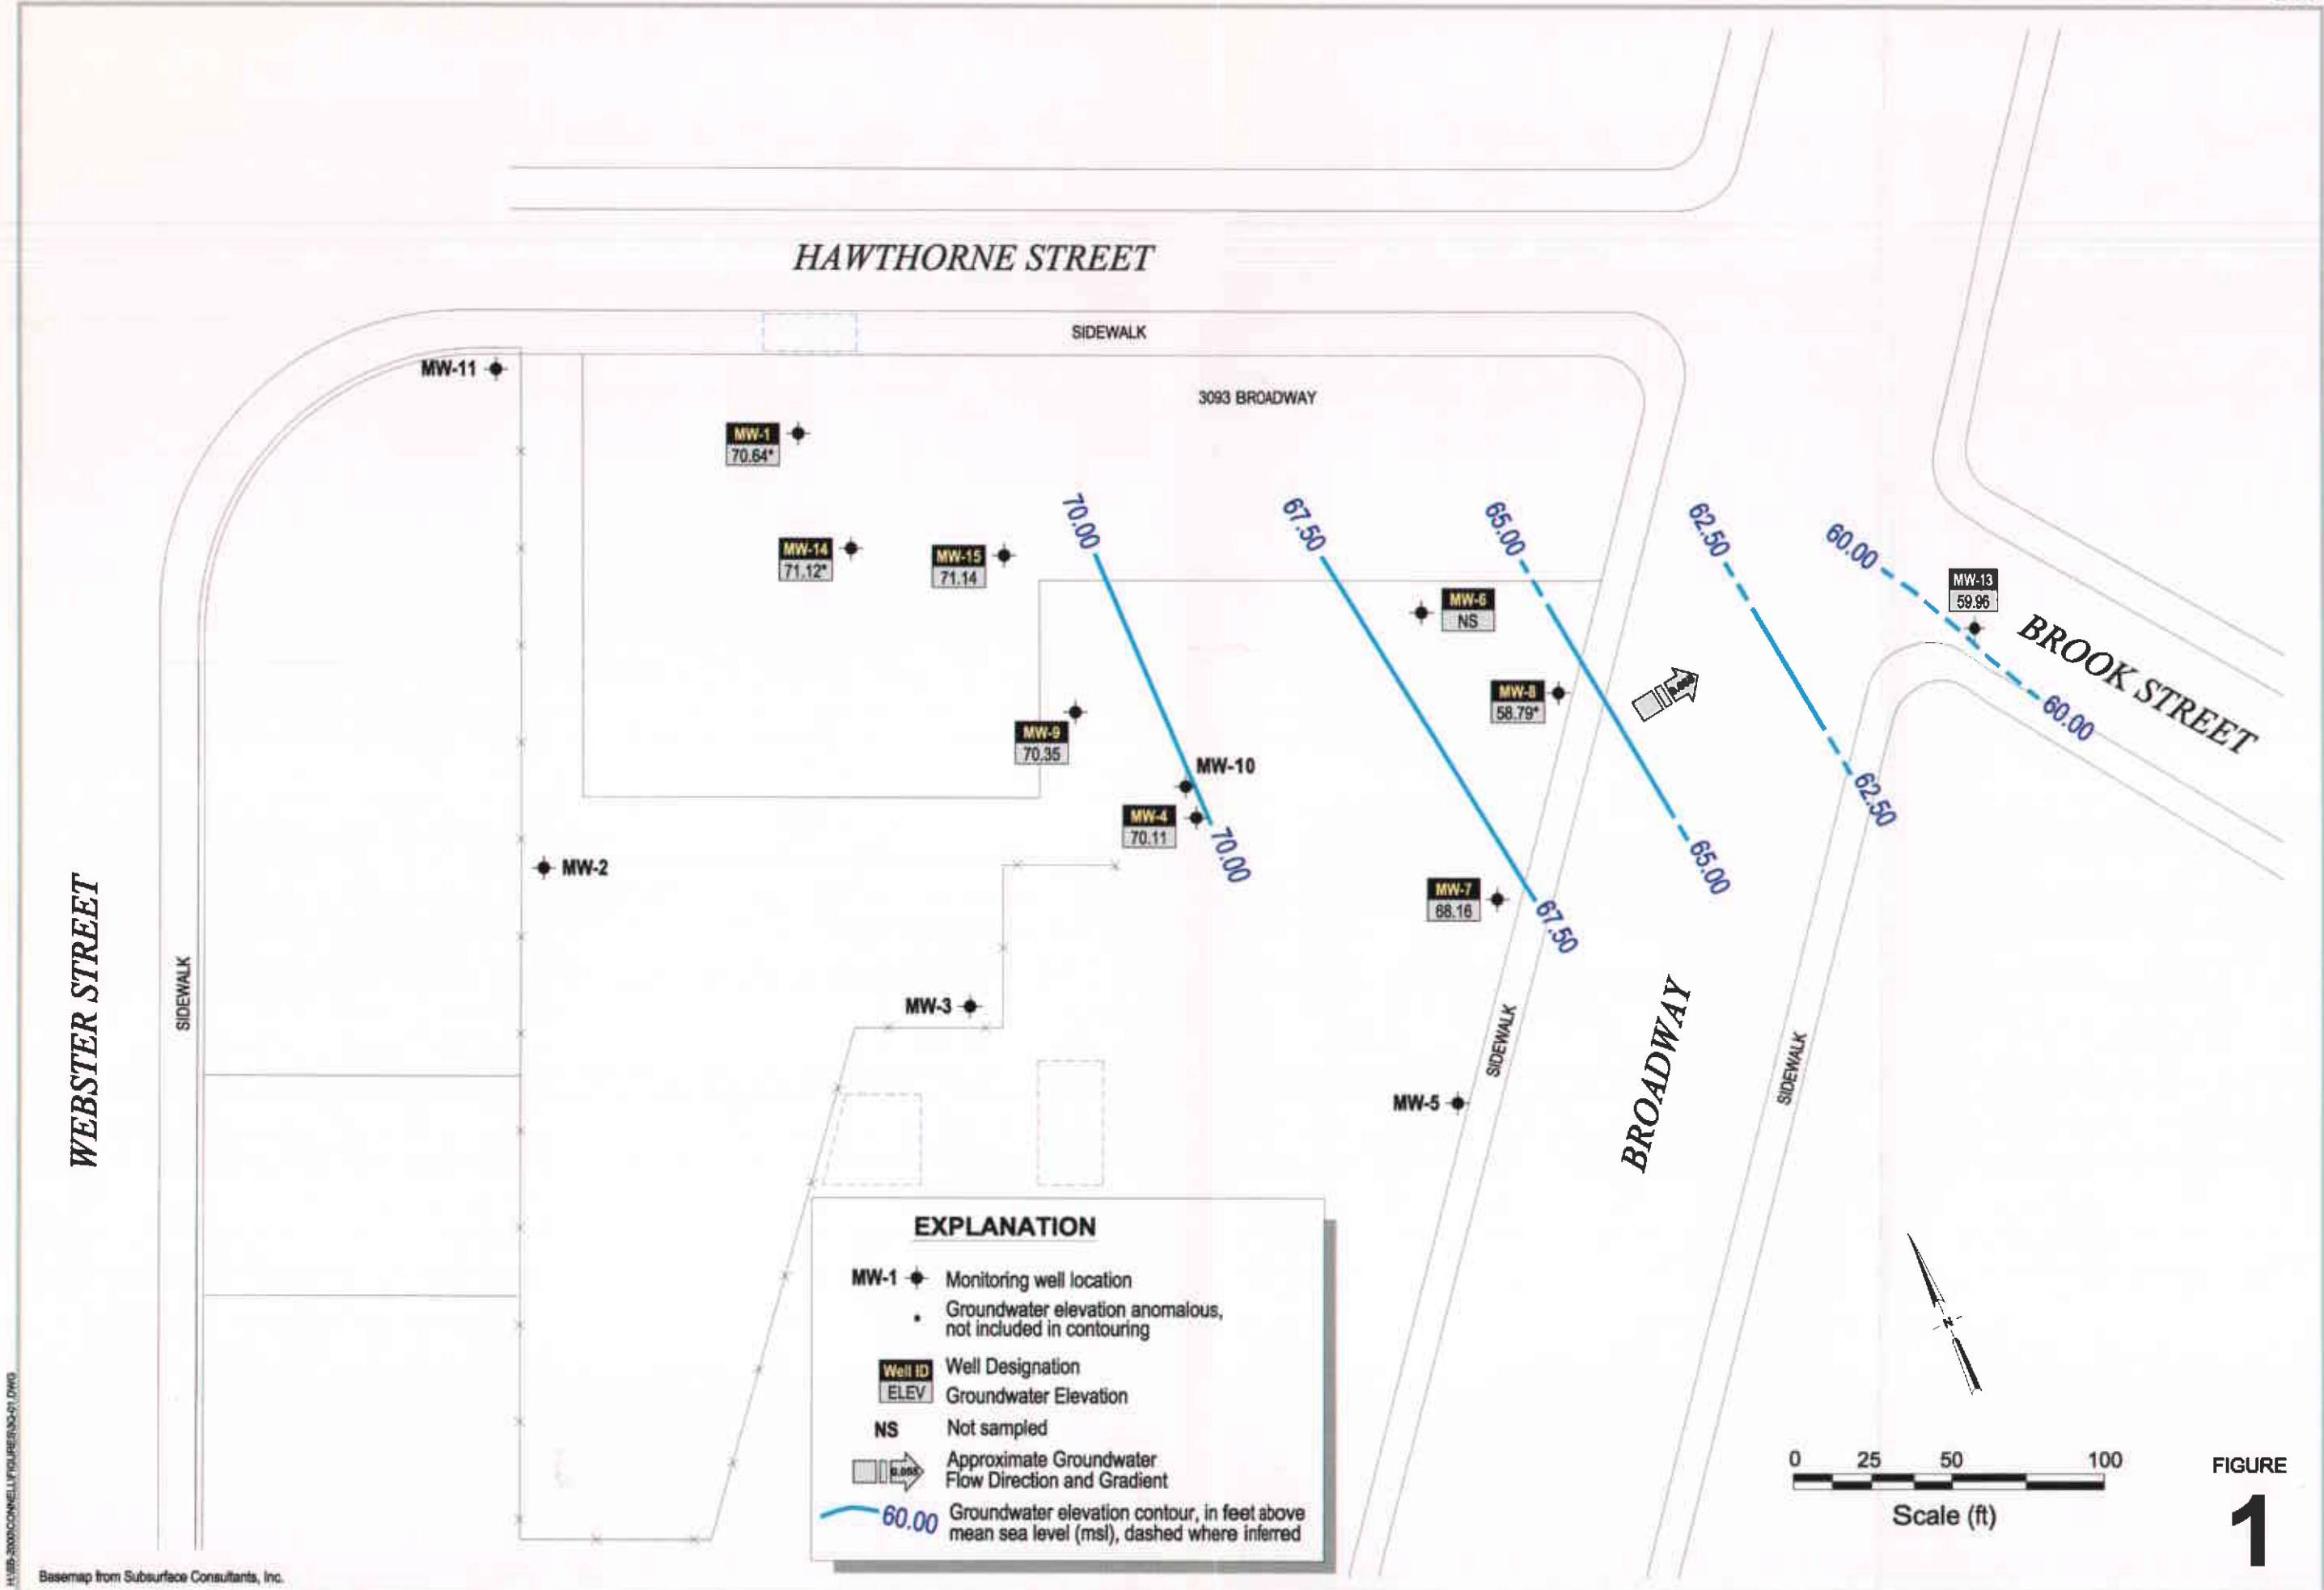 HAWTHORNE STREET
SIDEWALK
3093 BROADWAY
MW-11
MW-1
70.64*
MW-14
71.12*
MW-15
71.14
70.00
67.50
65.00
62.50
60.00
MW-13
59.96
MW-6
NS
BROOK STREET
MW-8
58.79*
60.00
MW-9
70.35
MW-10
MW-4
70.11
70.00
62.50
65.00
MW-2
MW-7
68.16
67.50
WEBSTER STREET
SIDEWALK
MW-3
SIDEWALK
BROADWAY
SIDEWALK
MW-5
EXPLANATION
MW-1 Monitoring well location
Groundwater elevation anomalous,
not included in contouring
Well ID Well Designation
ELEV Groundwater Elevation
NS Not sampled
Approximate Groundwater
Flow Direction and Gradient
60.00 Groundwater elevation contour, in feet above
mean sea level (msl), dashed where inferred
N
0 25 50 100
Scale (ft)
FIGURE
1
Basemap from Subsurface Consultants, Inc.